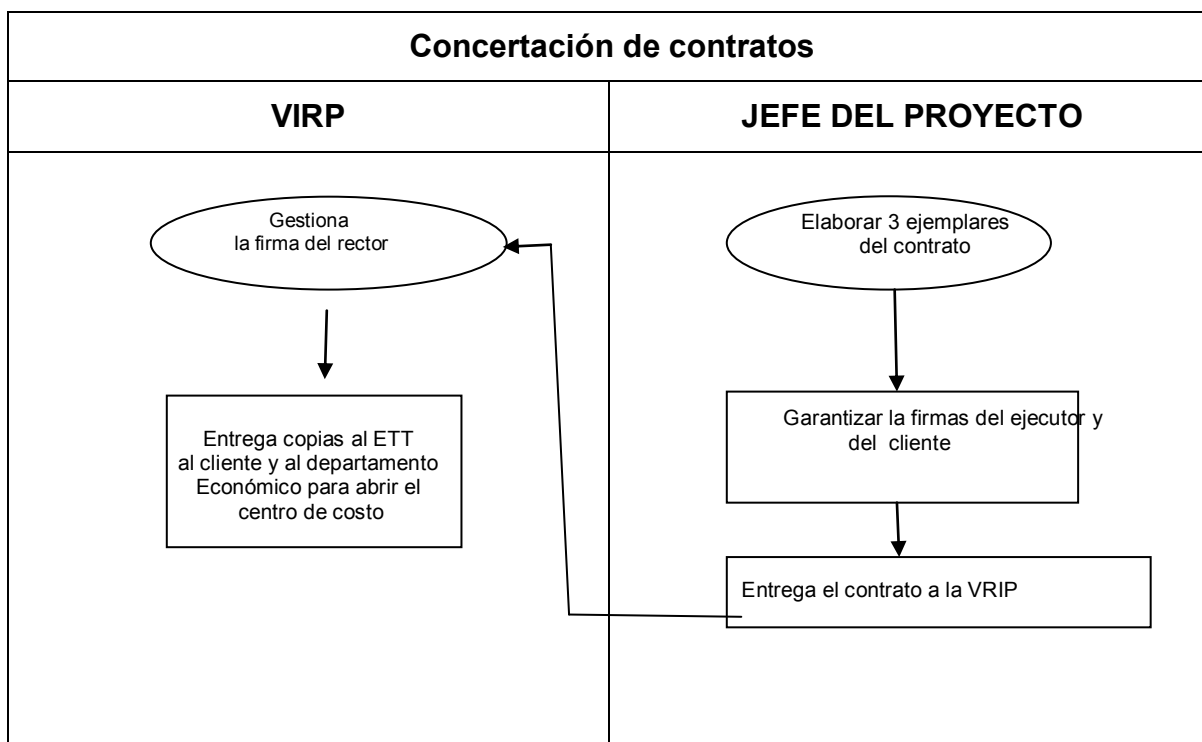 Concertación de contratos
VIRP
JEFE DEL PROYECTO
Gestiona
la firma del rector
Entrega copias al ETT
al cliente y al departamento
Económico para abrir el
centro de costo
Elaborar 3 ejemplares
del contrato
Garantizar la firmas del ejecutor y
del cliente
Entrega el contrato a la VRIP